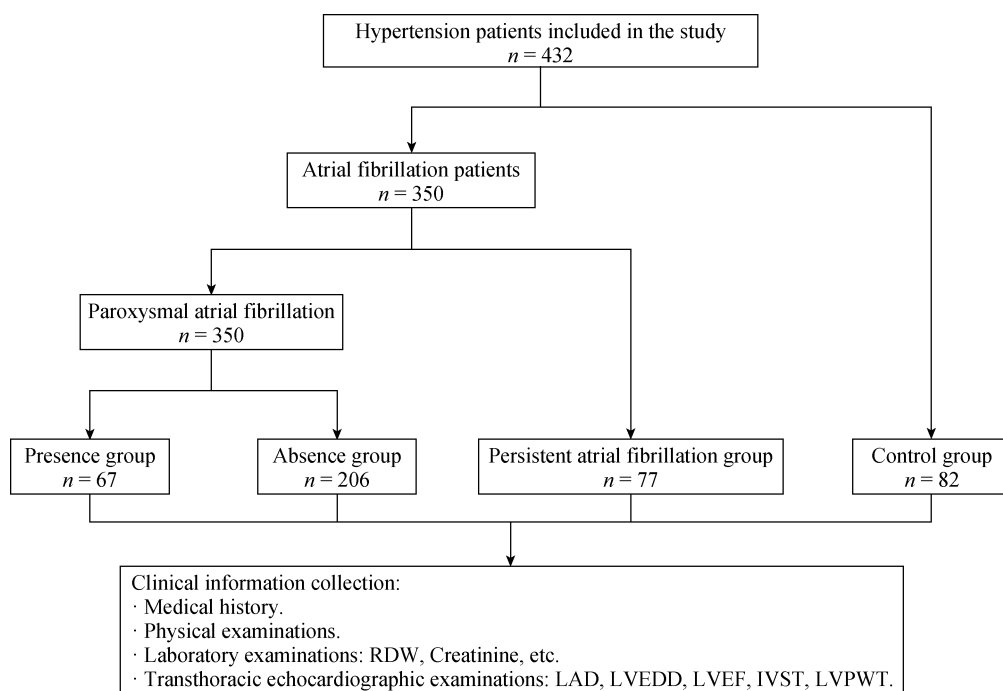 Hypertension patients included in the study
n = 432
Atrial fibrillation patients
n = 350
Paroxysmal atrial fibrillation
n = 350
Presence group
n = 67
Absence group
n = 206
Persistent atrial fibrillation group
n = 77
Control group
n = 82
Clinical information collection:
· Medical history.
· Physical examinations.
· Laboratory examinations: RDW, Creatinine, etc.
· Transthoracic echocardiographic examinations: LAD, LVEDD, LVEF, IVST, LVPWT.